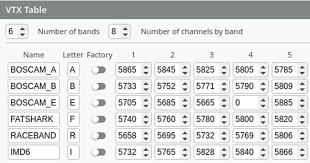 VTX Table
6 Number of bands 8 Number of channels by band
Name Letter Factory 1 2 3 4 5
BOSCAM_A A 5865 5845 5825 5805 5785
BOSCAM_B B 5733 5752 5771 5790 5809
BOSCAM_E E 5705 5685 5665 0 5885
FATSHARK F 5740 5760 5780 5800 5820
RACEBAND R 5658 5695 5732 5769 5806
IMD6 I 5732 5765 5828 5840 5866